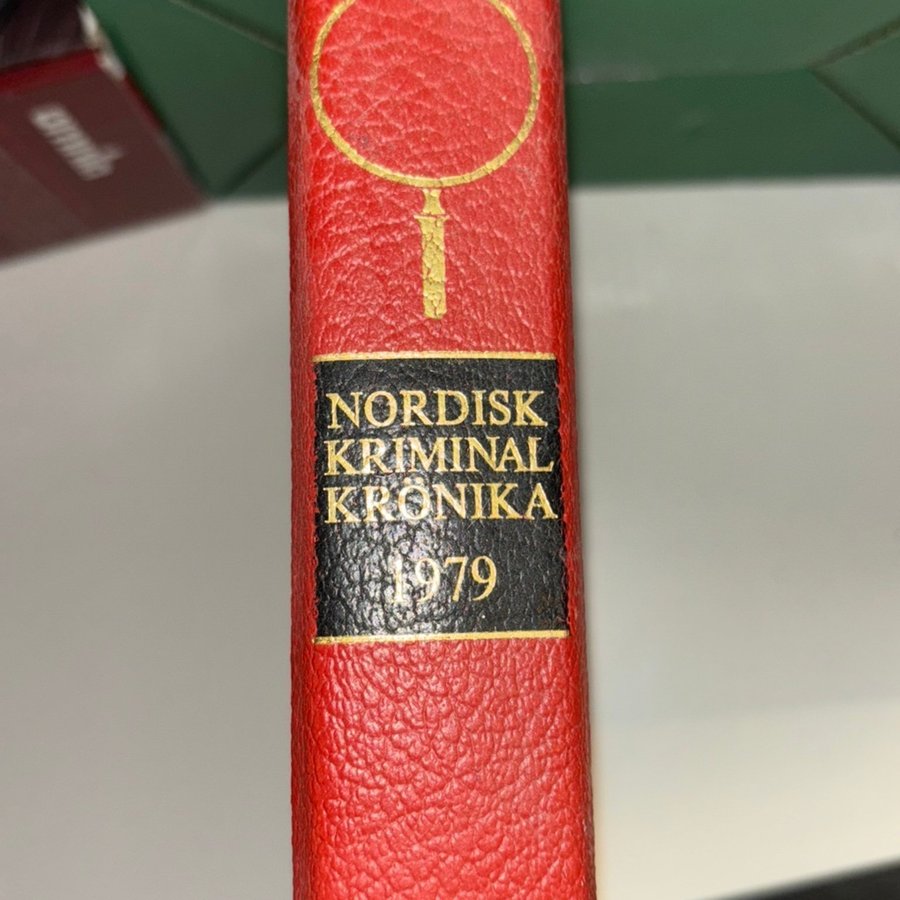 NORDISK
KRIMINAL
KRÖNIKA
1979